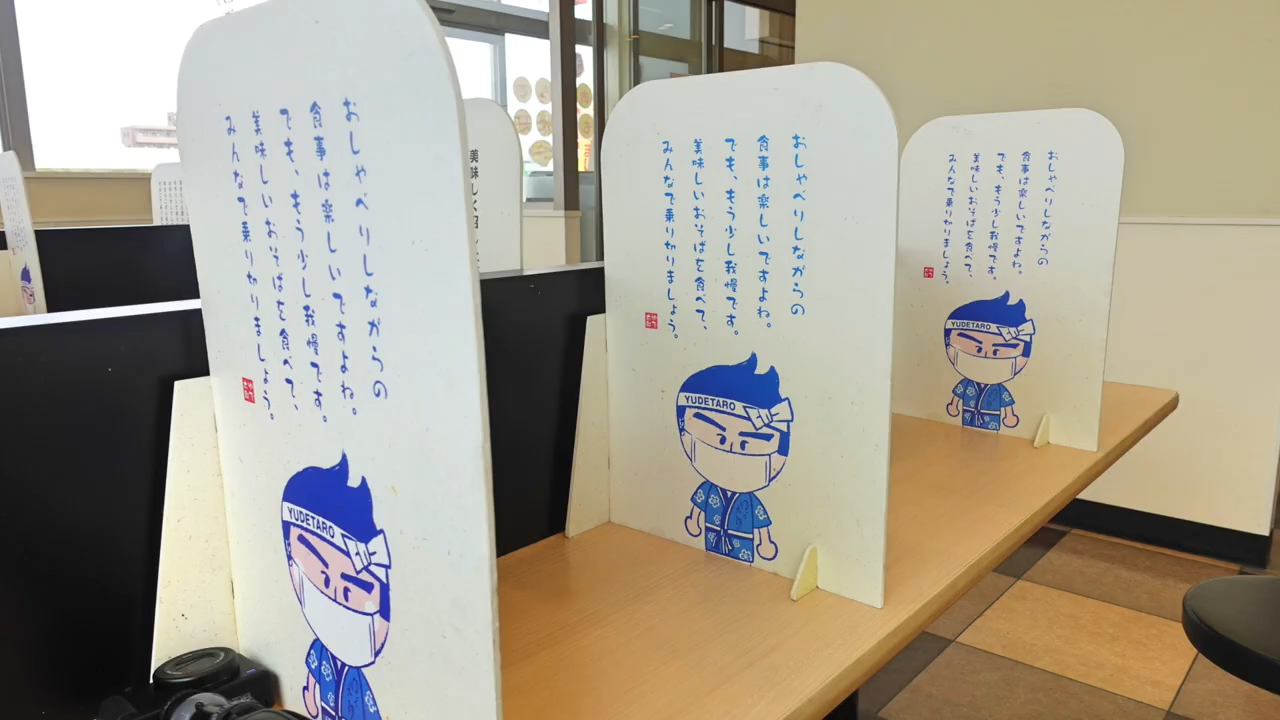 おしゃべりしながらの
食事は楽しいですよね。
でも、もう少し我慢です。
美味しいおそばを食べて、
みんなで乗り切りましょう。
YUDETARO
おしゃべりしながらの
食事は楽しいですよね。
でも、もう少し我慢です。
美味しいおそばを食べて、
みんなで乗り切りましょう。
YUDETARO
おしゃべりしながらの
食事は楽しいですよね。
でも、もう少し我慢です。
美味しいおそばを食べて、
みんなで乗り切りましょう。
YUDETARO
美味しく召し